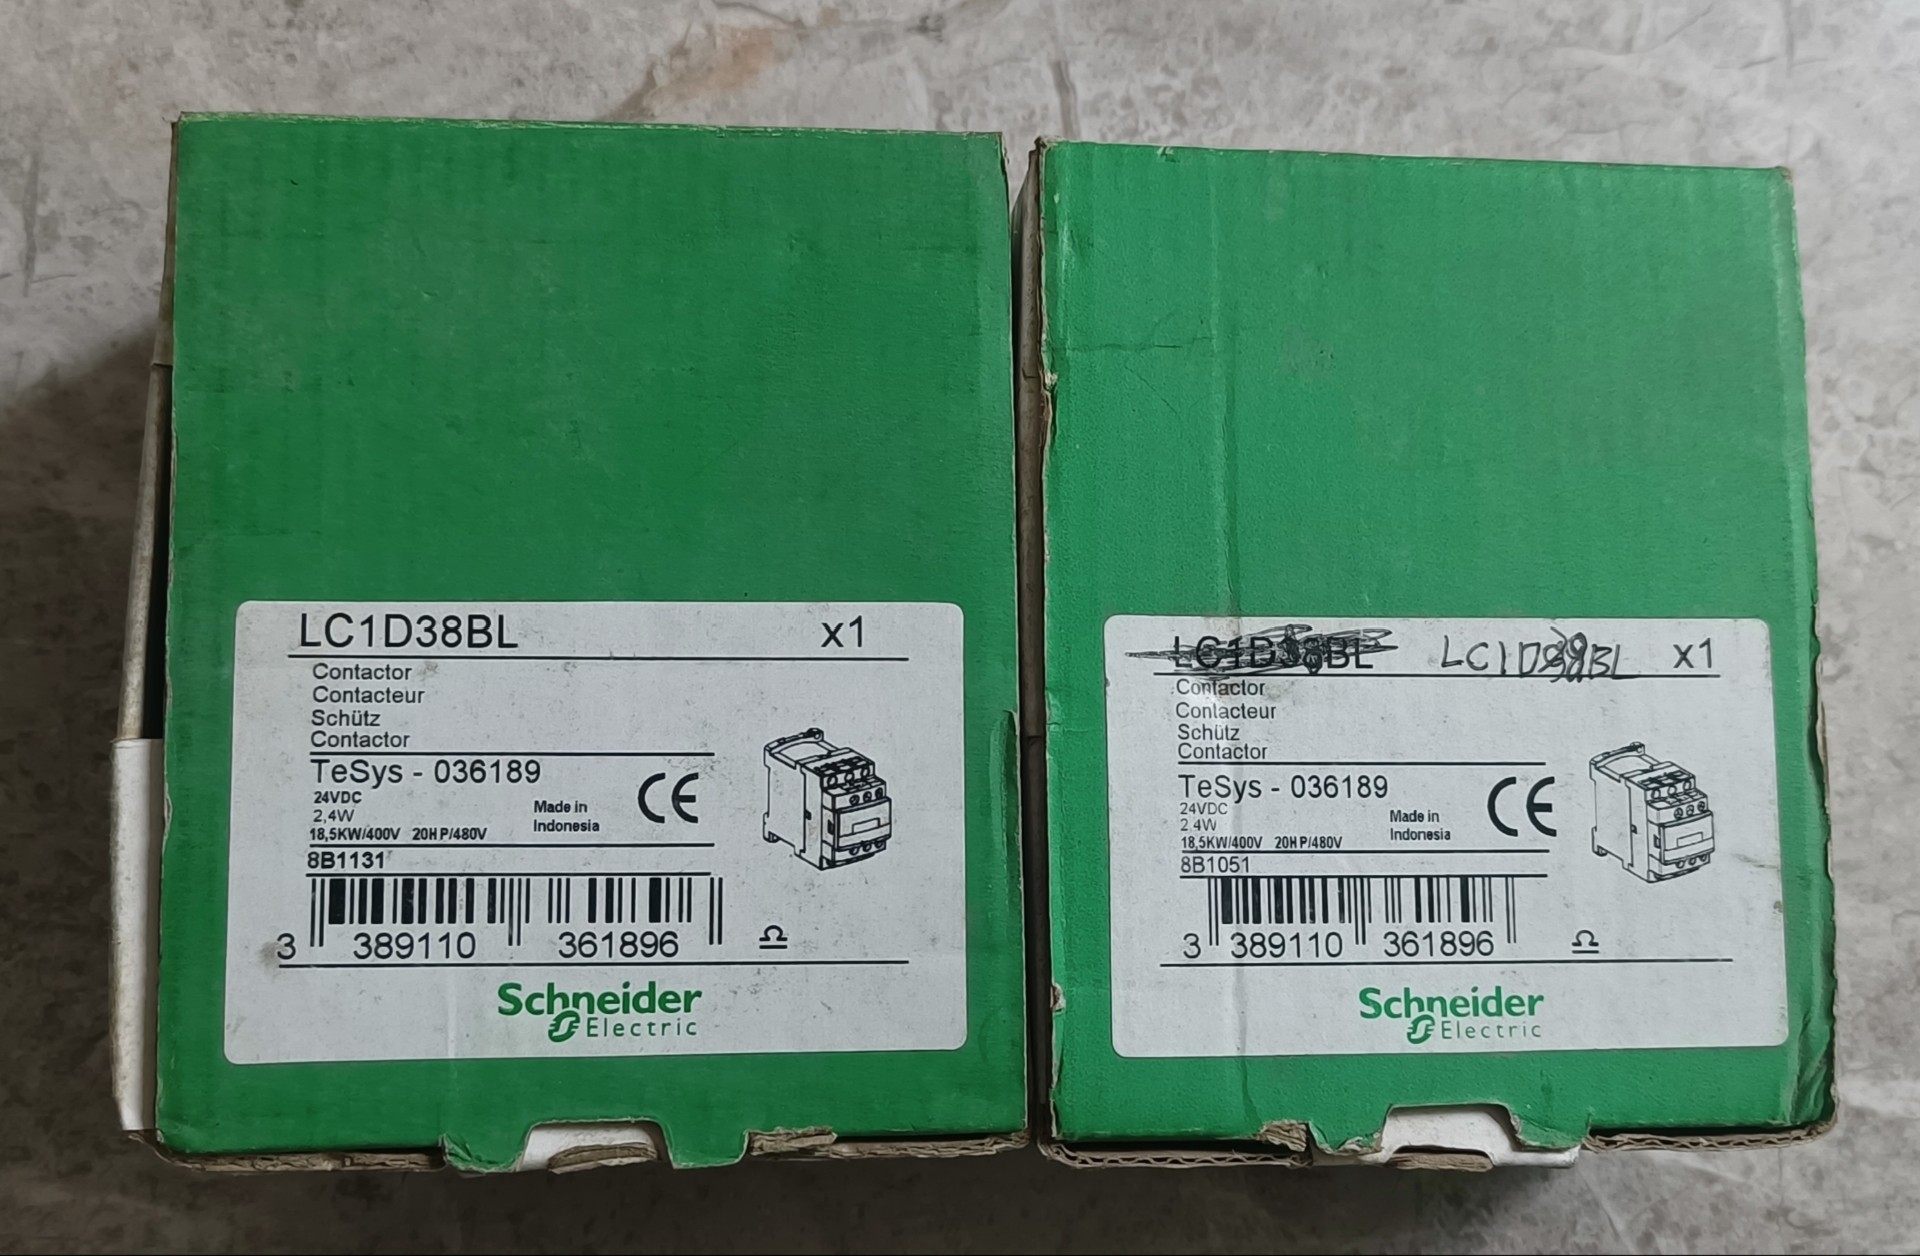 LC1D38BL x1
Contactor
Contacteur
Schütz
Contactor
TeSys - 036189
24VDC
2,4W
18,5KW/400V 20HP/480V
Made in
Indonesia
CE
8B1131
3 389110 361896
Schneider
Electric
LC1D38BL LC1D38BL x1
Contactor
Contacteur
Schütz
Contactor
TeSys - 036189
24VDC
2,4W
18,5KW/400V 20HP/480V
Made in
Indonesia
CE
8B1051
3 389110 361896
Schneider
Electric